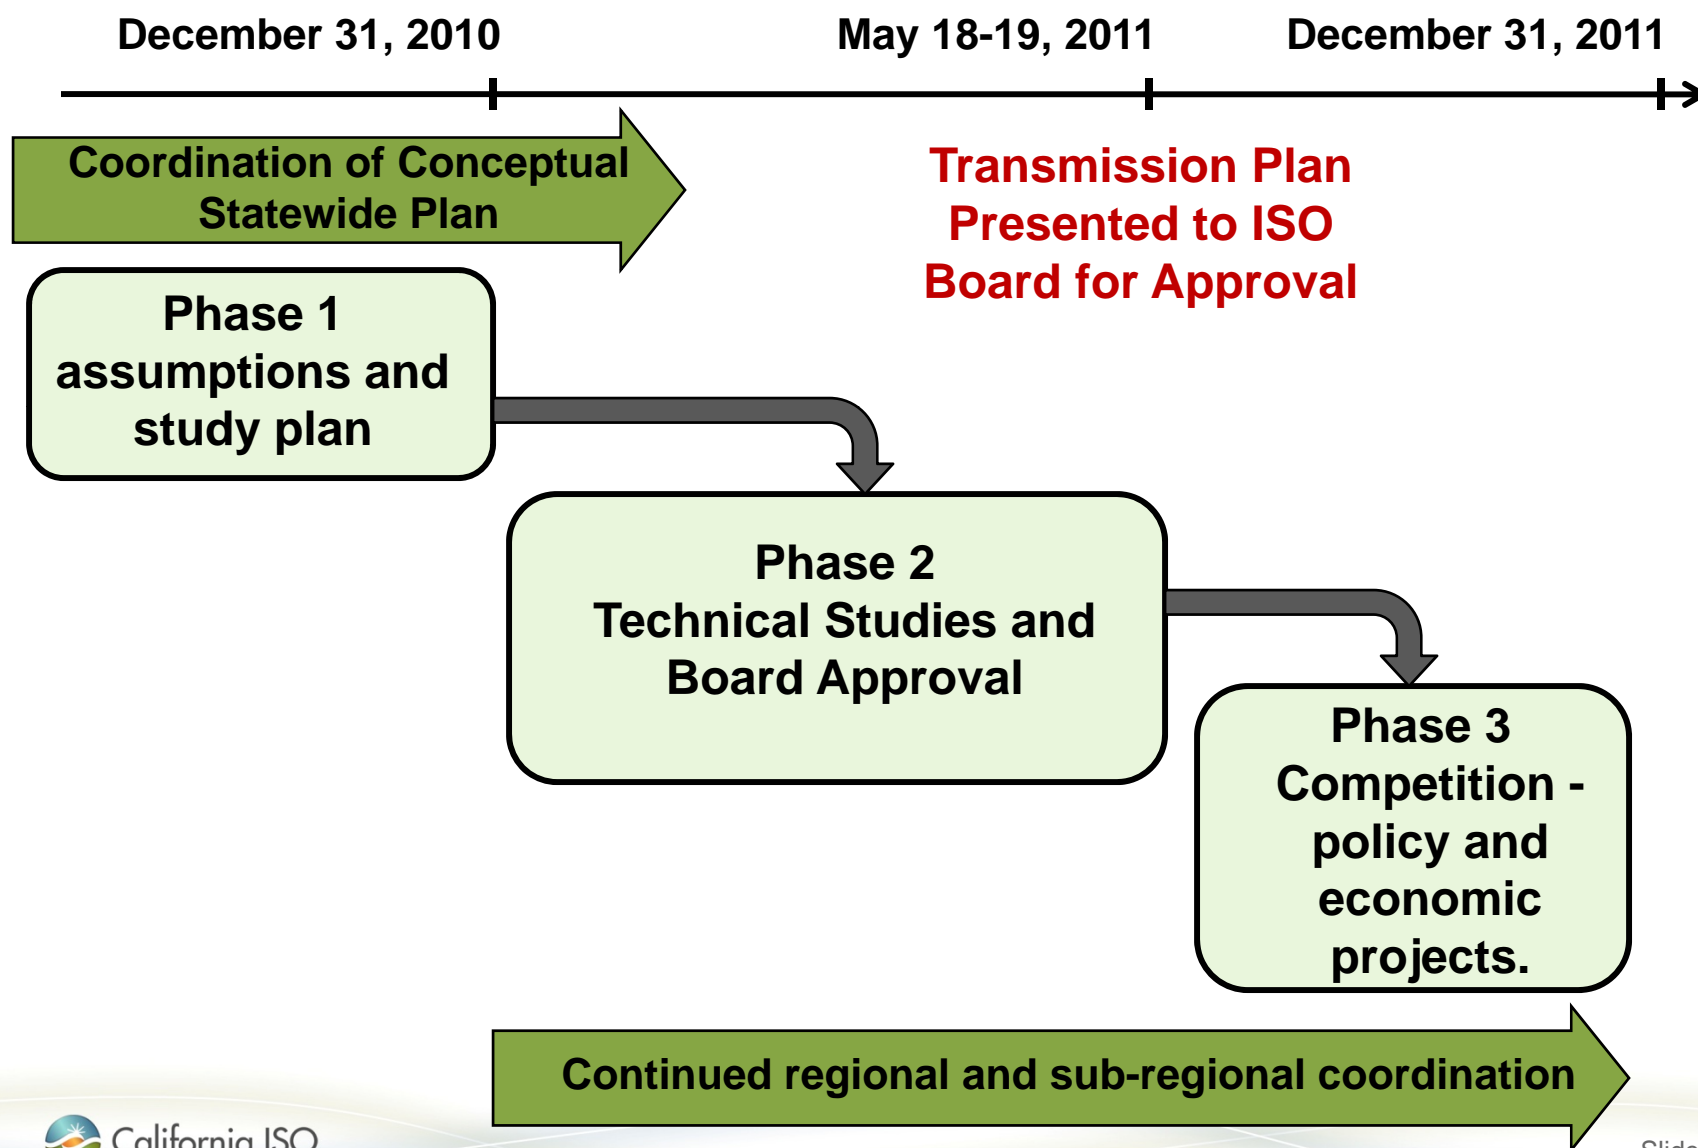 December 31, 2010
May 18-19, 2011
December 31, 2011
Coordination of Conceptual
Statewide Plan
Transmission Plan
Presented to ISO
Board for Approval
Phase 1
assumptions and
study plan
Phase 2
Technical Studies and
Board Approval
Phase 3
Competition -
policy and
economic
projects.
Continued regional and sub-regional coordination
California ISO
Slide